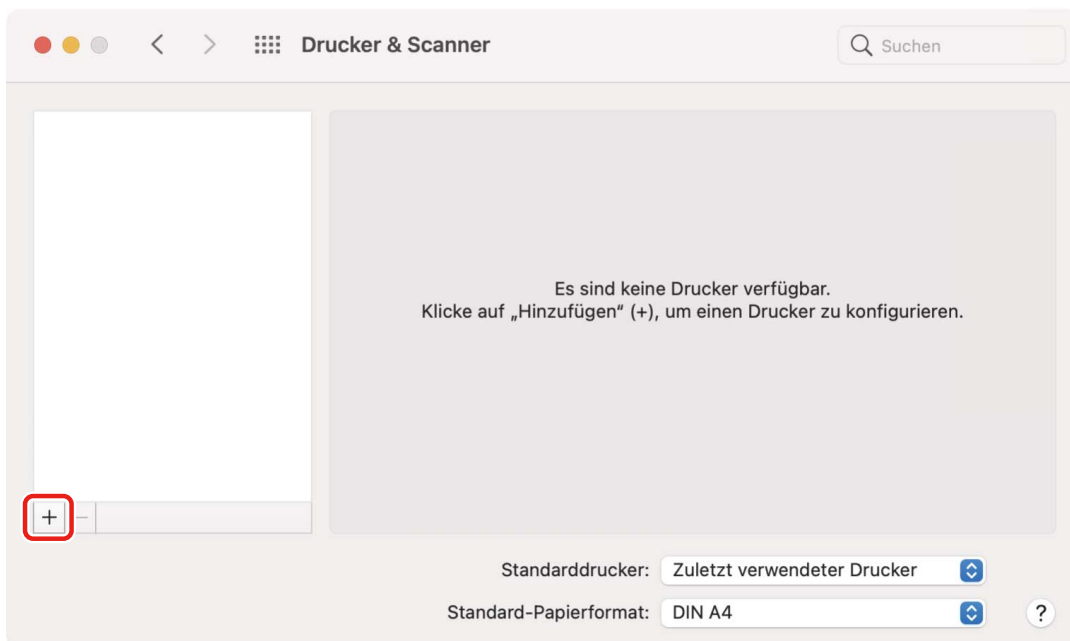 Drucker & Scanner
Suchen
Es sind keine Drucker verfügbar.
Klicke auf „Hinzufügen“ (+), um einen Drucker zu konfigurieren.
+ −
Standarddrucker: Zuletzt verwendeter Drucker
Standard-Papierformat: DIN A4
?